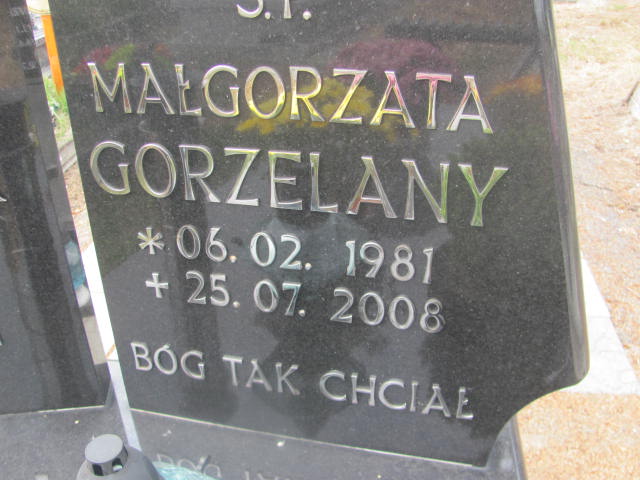 Ś.P.
MAŁGORZATA
GORZELANY
* 06. 02. 1981
+ 25. 07. 2008
BÓG TAK CHCIAŁ